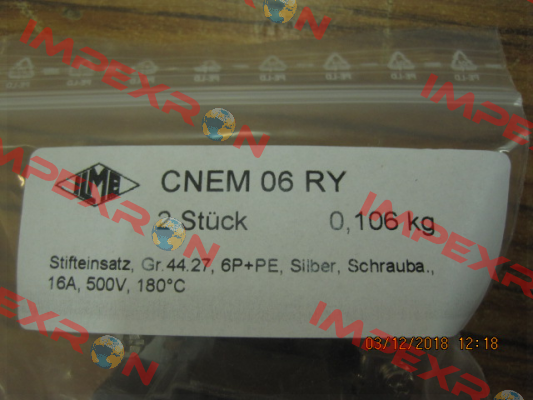 ILME
CNEM 06 RY
2 Stück 0,106 kg
Stifteinsatz, Gr.44.27, 6P+PE, Silber, Schrauba.,
16A, 500V, 180°C
03/12/2018 12:18
IMPEXRON
IMPEXRON
IMPEXRON
IMPEXRON